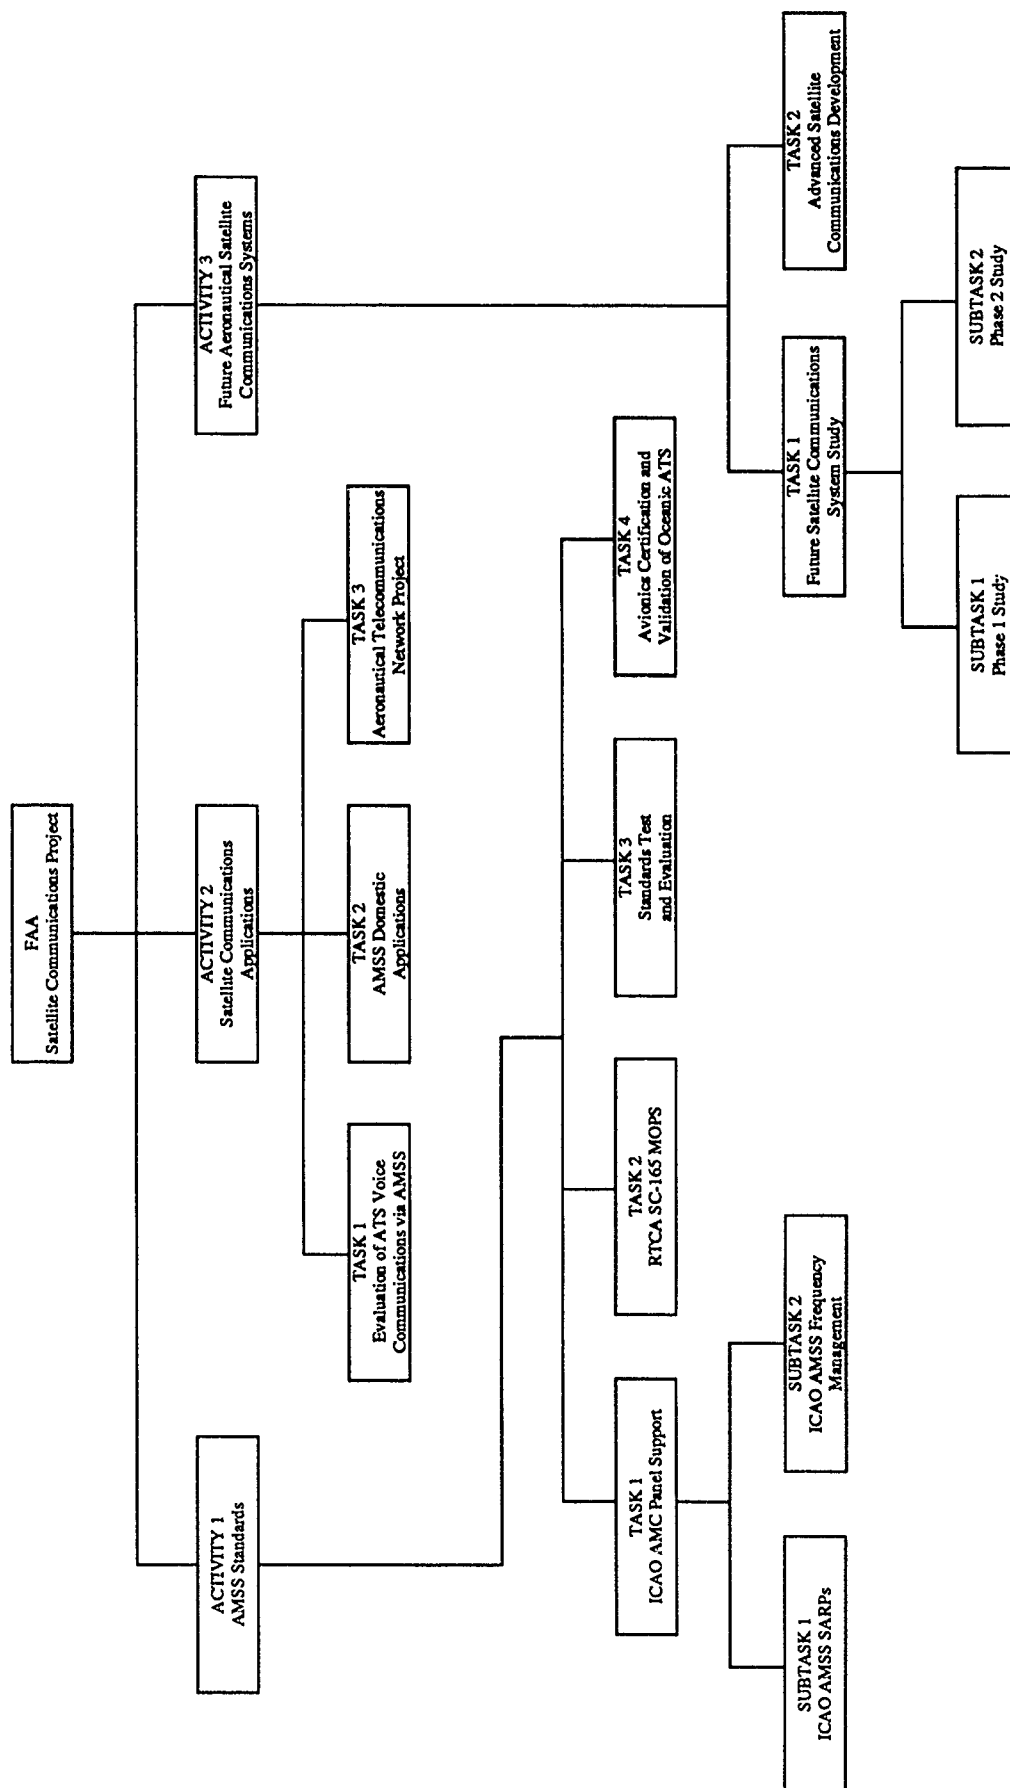 FAA
Satellite Communications Project
ACTIVITY 1
AMSS Standards
ACTIVITY 2
Satellite Communications
Applications
ACTIVITY 3
Future Aeronautical Satellite
Communications Systems
TASK 1
Evaluation of ATS Voice
Communications via AMSS
TASK 2
AMSS Domestic
Applications
TASK 3
Aeronautical Telecommunications
Network Project
TASK 1
ICAO AMC Panel Support
TASK 2
RTCA SC-165 MOPS
TASK 3
Standards Test
and Evaluation
TASK 4
Avionics Certification and
Validation of Oceanic ATS
SUBTASK 1
ICAO AMSS SARPs
SUBTASK 2
ICAO AMSS Frequency
Management
TASK 1
Future Satellite Communications
System Study
TASK 2
Advanced Satellite
Communications Development
SUBTASK 1
Phase 1 Study
SUBTASK 2
Phase 2 Study